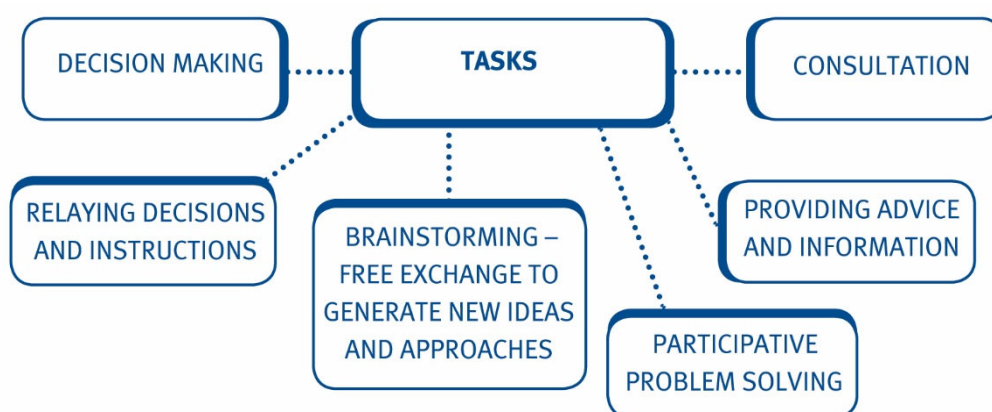 DECISION MAKING
TASKS
CONSULTATION
RELAYING DECISIONS
AND INSTRUCTIONS
BRAINSTORMING –
FREE EXCHANGE TO
GENERATE NEW IDEAS
AND APPROACHES
PARTICIPATIVE
PROBLEM SOLVING
PROVIDING ADVICE
AND INFORMATION